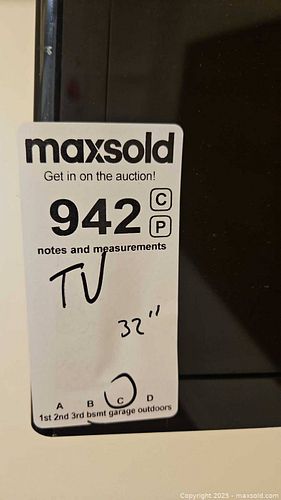 maxsold
Get in on the auction!
942 C
P
notes and measurements
TV
32"
A B C D
1st 2nd 3rd bsmt garage outdoors
Copyright 2025 - maxsold.com